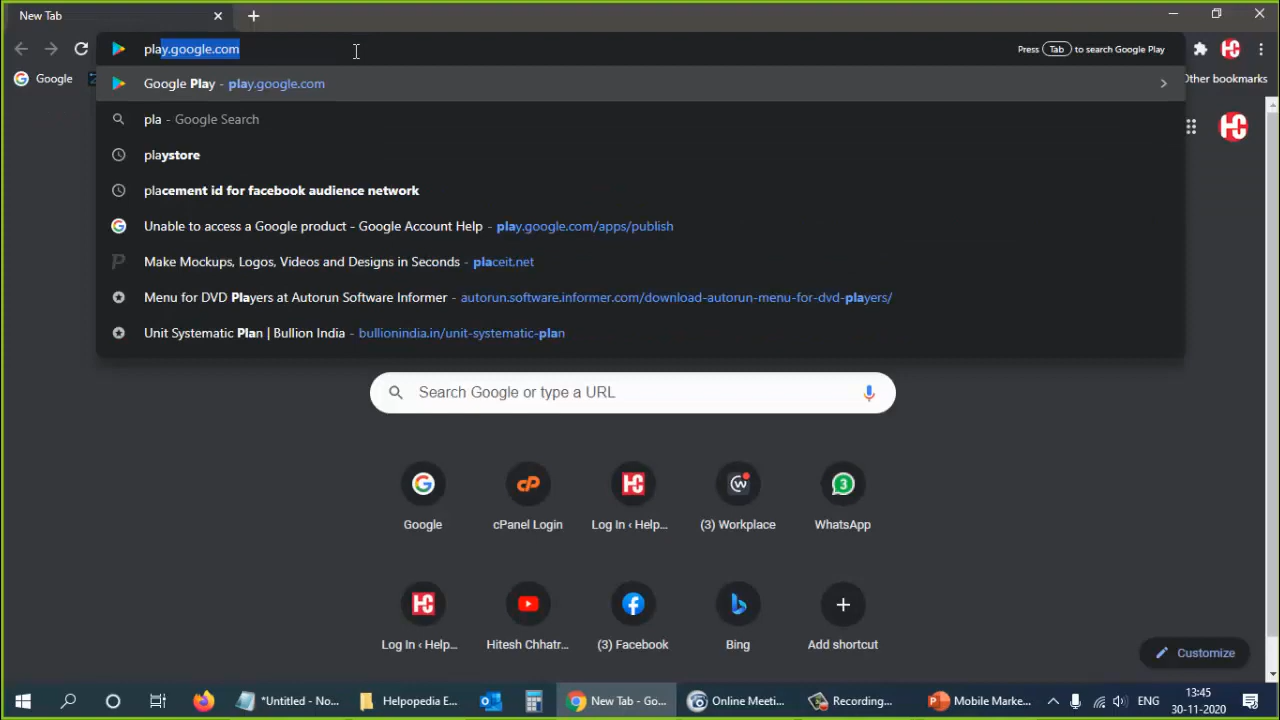 New Tab
play.google.com
Press Tab to search Google Play
Google
Other bookmarks
Google Play - play.google.com
pla - Google Search
playstore
placement id for facebook audience network
Unable to access a Google product - Google Account Help - play.google.com/apps/publish
Make Mockups, Logos, Videos and Designs in Seconds - placeit.net
Menu for DVD Players at Autorun Software Informer - autorun.software.informer.com/download-autorun-menu-for-dvd-players/
Unit Systematic Plan | Bullion India - bullionindia.in/unit-systematic-plan
Search Google or type a URL
Google
cPanel Login
Log In ‹ Help...
(3) Workplace
WhatsApp
Log In ‹ Help...
Hitesh Chhatr...
(3) Facebook
Bing
Add shortcut
Customize
*Untitled - No...
Helpopedia E...
New Tab - Go...
Online Meeti...
Recording...
Mobile Marke...
ENG
13:45
30-11-2020